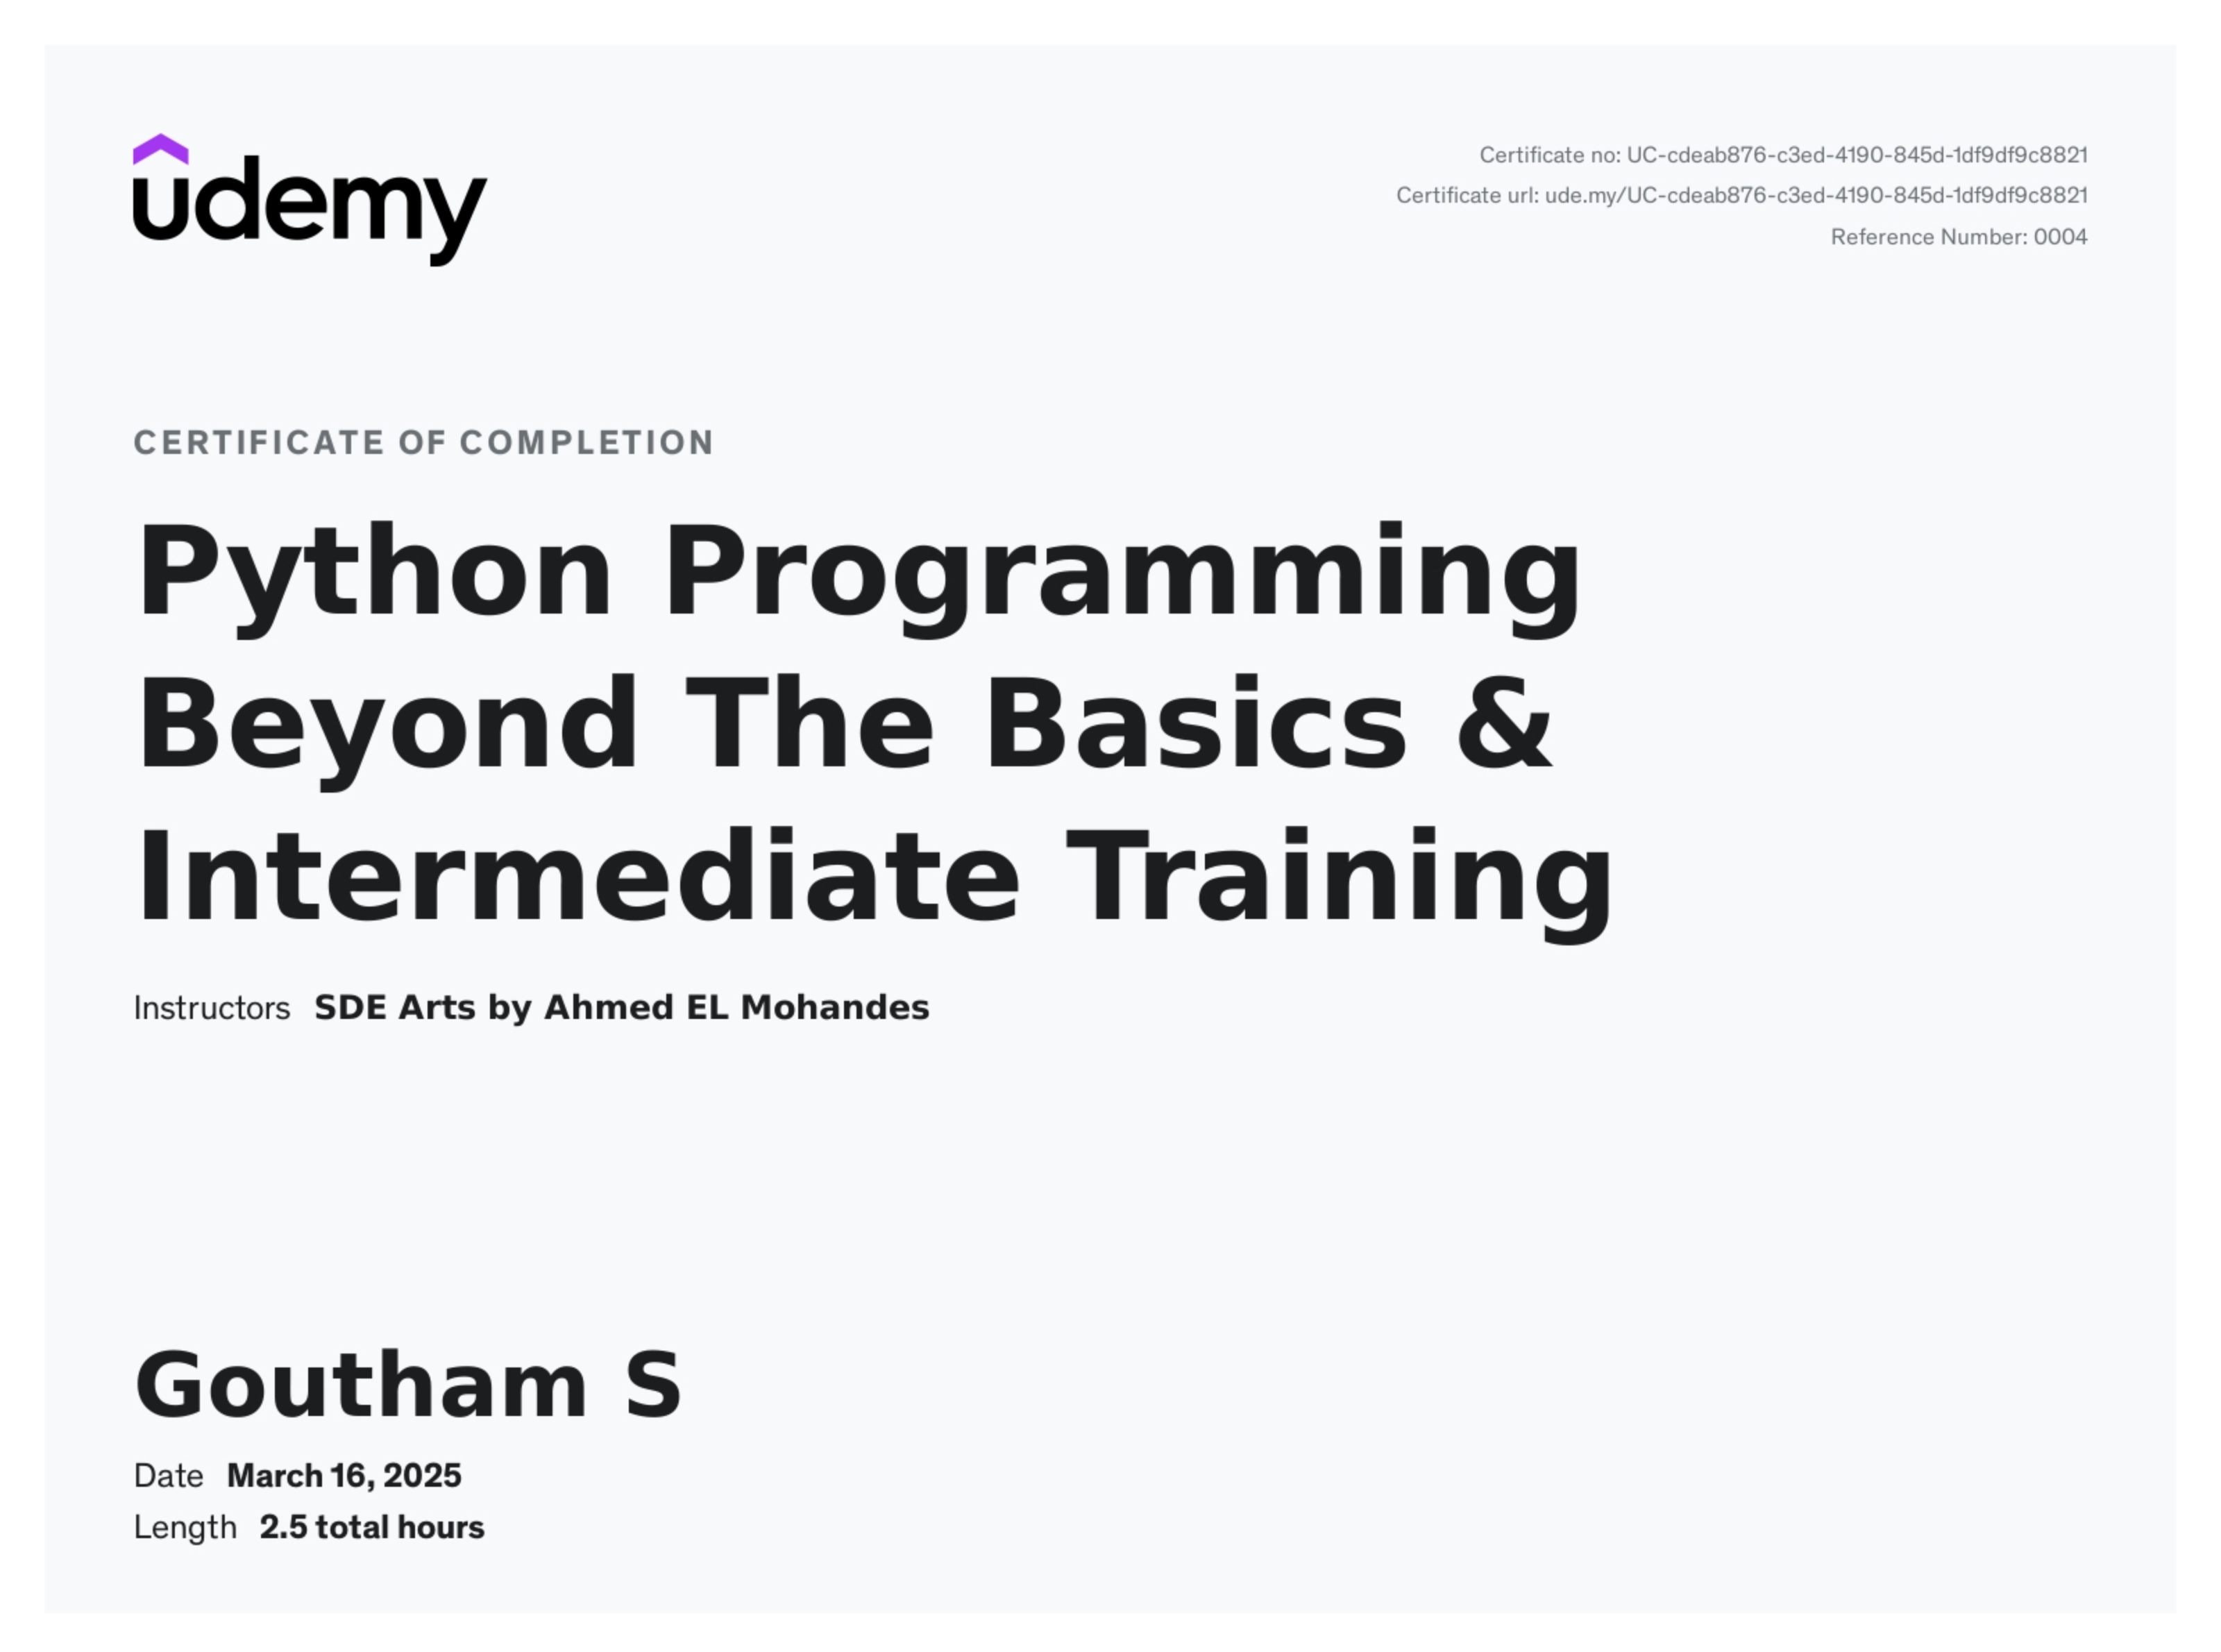 udemy
Certificate no: UC-cdeab876-c3ed-4190-845d-1df9df9c8821
Certificate url: ude.my/UC-cdeab876-c3ed-4190-845d-1df9df9c8821
Reference Number: 0004
CERTIFICATE OF COMPLETION
Python Programming
Beyond The Basics &
Intermediate Training
Instructors SDE Arts by Ahmed EL Mohandes
Goutham S
Date March 16, 2025
Length 2.5 total hours